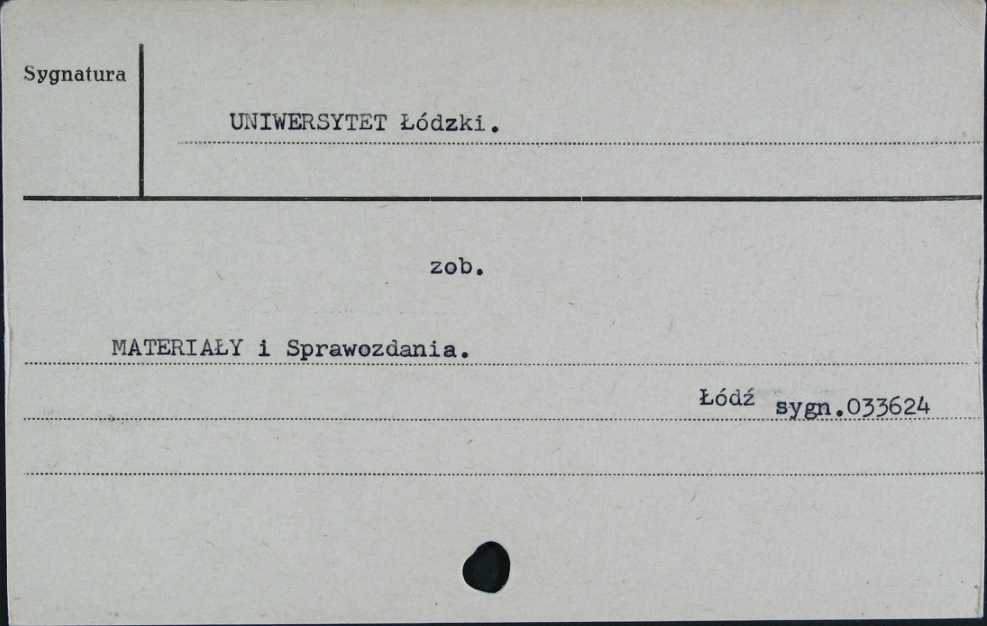 Sygnatura
UNIWERSYTET Łódzki.
zob.
MATERIAŁY i Sprawozdania.
Łódź sygn.033624